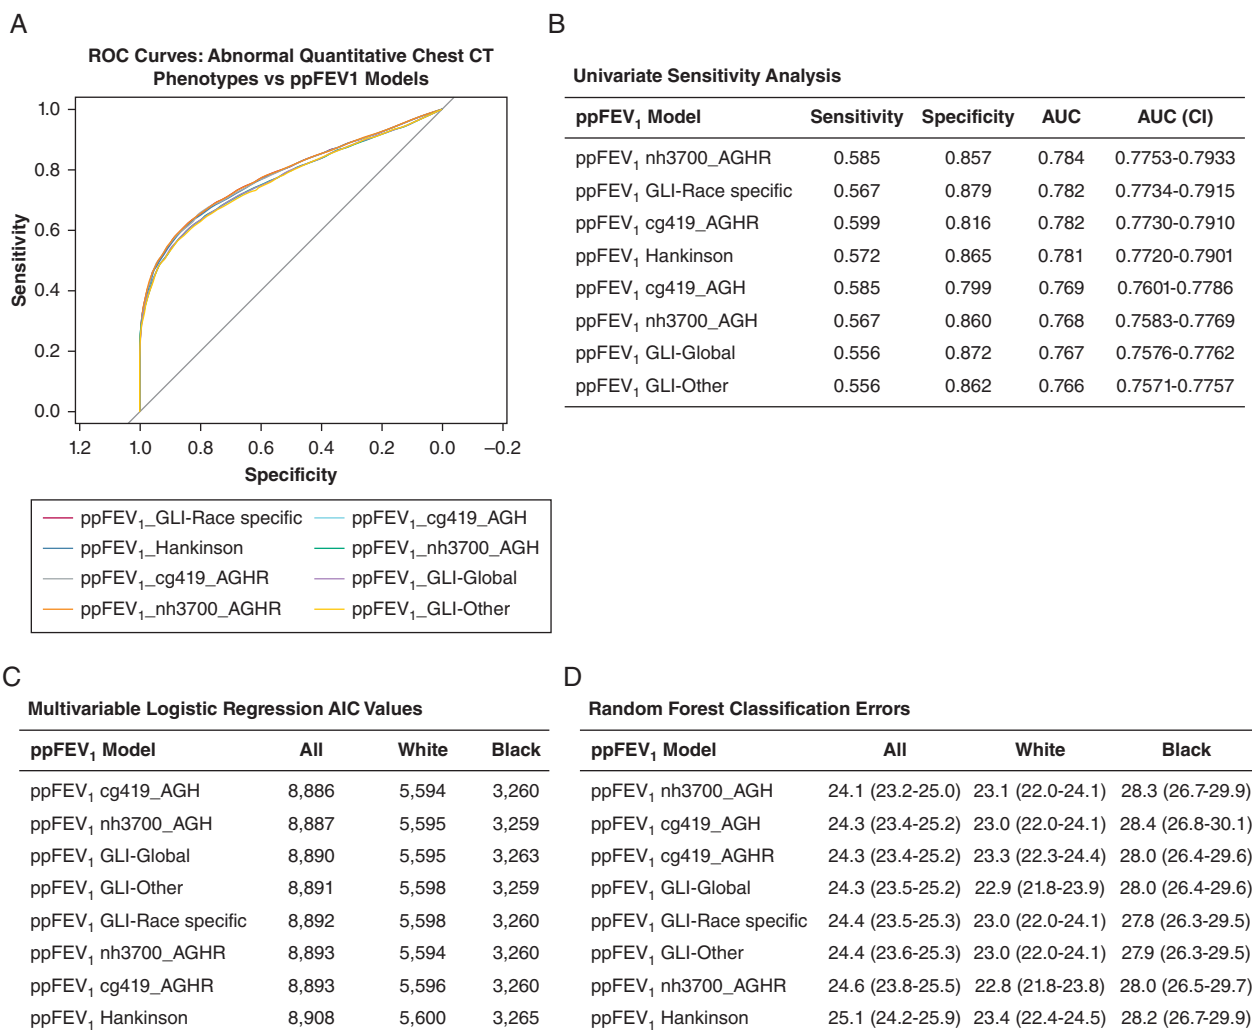 A
ROC Curves: Abnormal Quantitative Chest CT
Phenotypes vs ppFEV1 Models
Sensitivity
1.0
0.8
0.6
0.4
0.2
0.0
1.2 1.0 0.8 0.6 0.4 0.2 0.0 –0.2
Specificity
ppFEV1_GLI-Race specific ppFEV1_cg419_AGH
ppFEV1_Hankinson ppFEV1_nh3700_AGH
ppFEV1_cg419_AGHR ppFEV1_GLI-Global
ppFEV1_nh3700_AGHR ppFEV1_GLI-Other
B
Univariate Sensitivity Analysis
ppFEV1 Model Sensitivity Specificity AUC AUC (CI)
ppFEV1 nh3700_AGHR 0.585 0.857 0.784 0.7753-0.7933
ppFEV1 GLI-Race specific 0.567 0.879 0.782 0.7734-0.7915
ppFEV1 cg419_AGHR 0.599 0.816 0.782 0.7730-0.7910
ppFEV1 Hankinson 0.572 0.865 0.781 0.7720-0.7901
ppFEV1 cg419_AGH 0.585 0.799 0.769 0.7601-0.7786
ppFEV1 nh3700_AGH 0.567 0.860 0.768 0.7583-0.7769
ppFEV1 GLI-Global 0.556 0.872 0.767 0.7576-0.7762
ppFEV1 GLI-Other 0.556 0.862 0.766 0.7571-0.7757
C
Multivariable Logistic Regression AIC Values
ppFEV1 Model All White Black
ppFEV1 cg419_AGH 8,886 5,594 3,260
ppFEV1 nh3700_AGH 8,887 5,595 3,259
ppFEV1 GLI-Global 8,890 5,595 3,263
ppFEV1 GLI-Other 8,891 5,598 3,259
ppFEV1 GLI-Race specific 8,892 5,598 3,260
ppFEV1 nh3700_AGHR 8,893 5,594 3,260
ppFEV1 cg419_AGHR 8,893 5,596 3,260
ppFEV1 Hankinson 8,908 5,600 3,265
D
Random Forest Classification Errors
ppFEV1 Model All White Black
ppFEV1 nh3700_AGH 24.1 (23.2-25.0) 23.1 (22.0-24.1) 28.3 (26.7-29.9)
ppFEV1 cg419_AGH 24.3 (23.4-25.2) 23.0 (22.0-24.1) 28.4 (26.8-30.1)
ppFEV1 cg419_AGHR 24.3 (23.4-25.2) 23.3 (22.3-24.4) 28.0 (26.4-29.6)
ppFEV1 GLI-Global 24.3 (23.5-25.2) 22.9 (21.8-23.9) 28.0 (26.4-29.6)
ppFEV1 GLI-Race specific 24.4 (23.5-25.3) 23.0 (22.0-24.1) 27.8 (26.3-29.5)
ppFEV1 GLI-Other 24.4 (23.6-25.3) 23.0 (22.0-24.1) 27.9 (26.3-29.5)
ppFEV1 nh3700_AGHR 24.6 (23.8-25.5) 22.8 (21.8-23.8) 28.0 (26.5-29.7)
ppFEV1 Hankinson 25.1 (24.2-25.9) 23.4 (22.4-24.5) 28.2 (26.7-29.9)